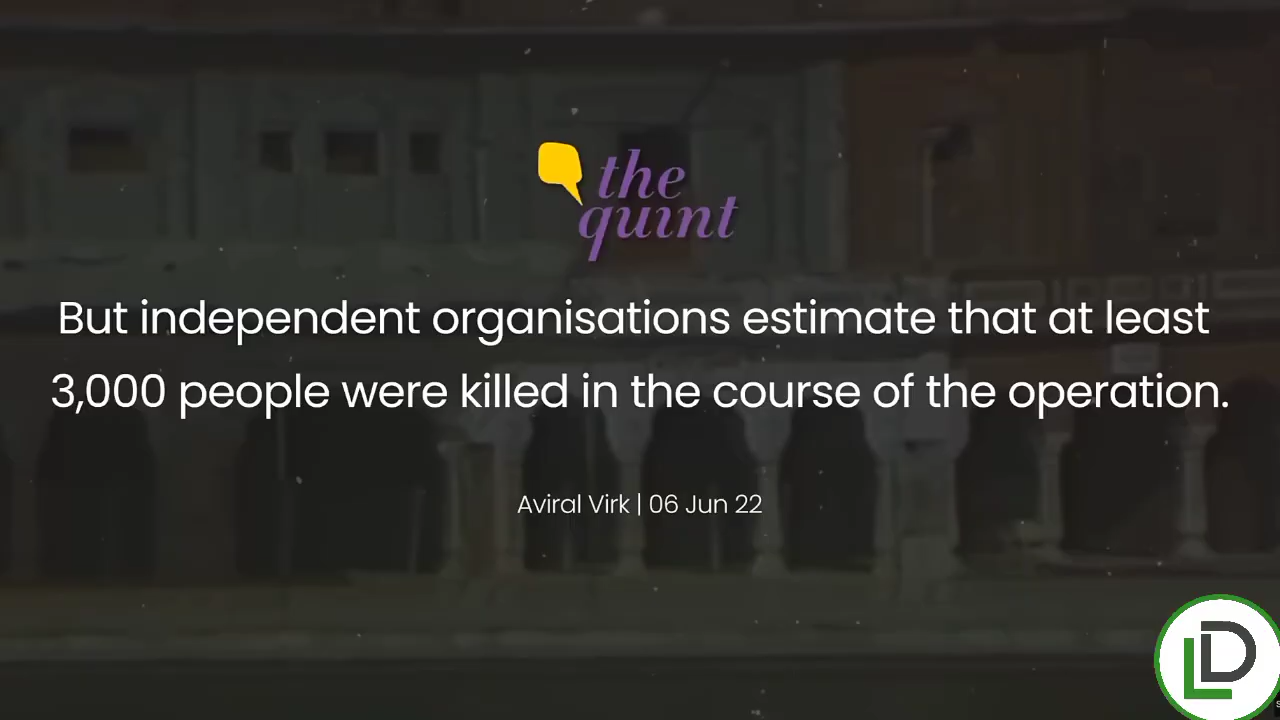 the
quint
But independent organisations estimate that at least
3,000 people were killed in the course of the operation.
Aviral Virk | 06 Jun 22
LD